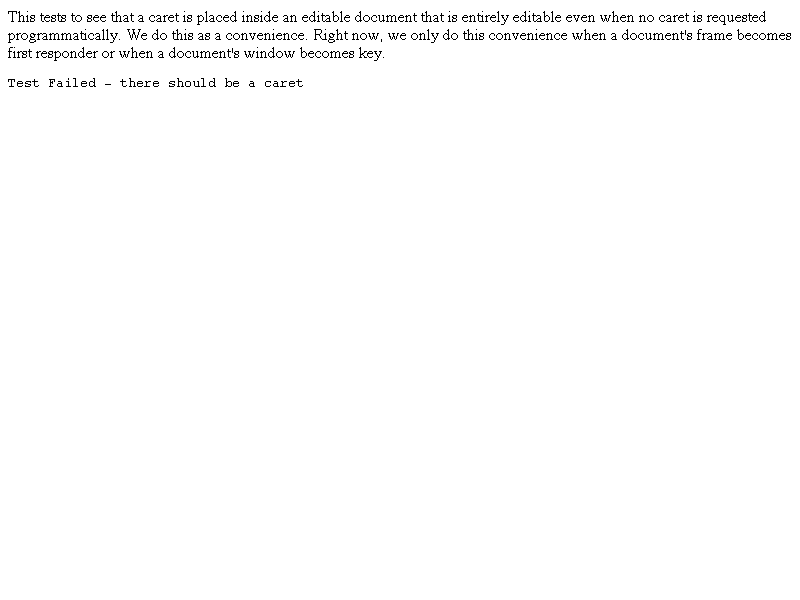 This tests to see that a caret is placed inside an editable document that is entirely editable even when no caret is requested
programmatically. We do this as a convenience. Right now, we only do this convenience when a document's frame becomes
first responder or when a document's window becomes key.
Test Failed - there should be a caret